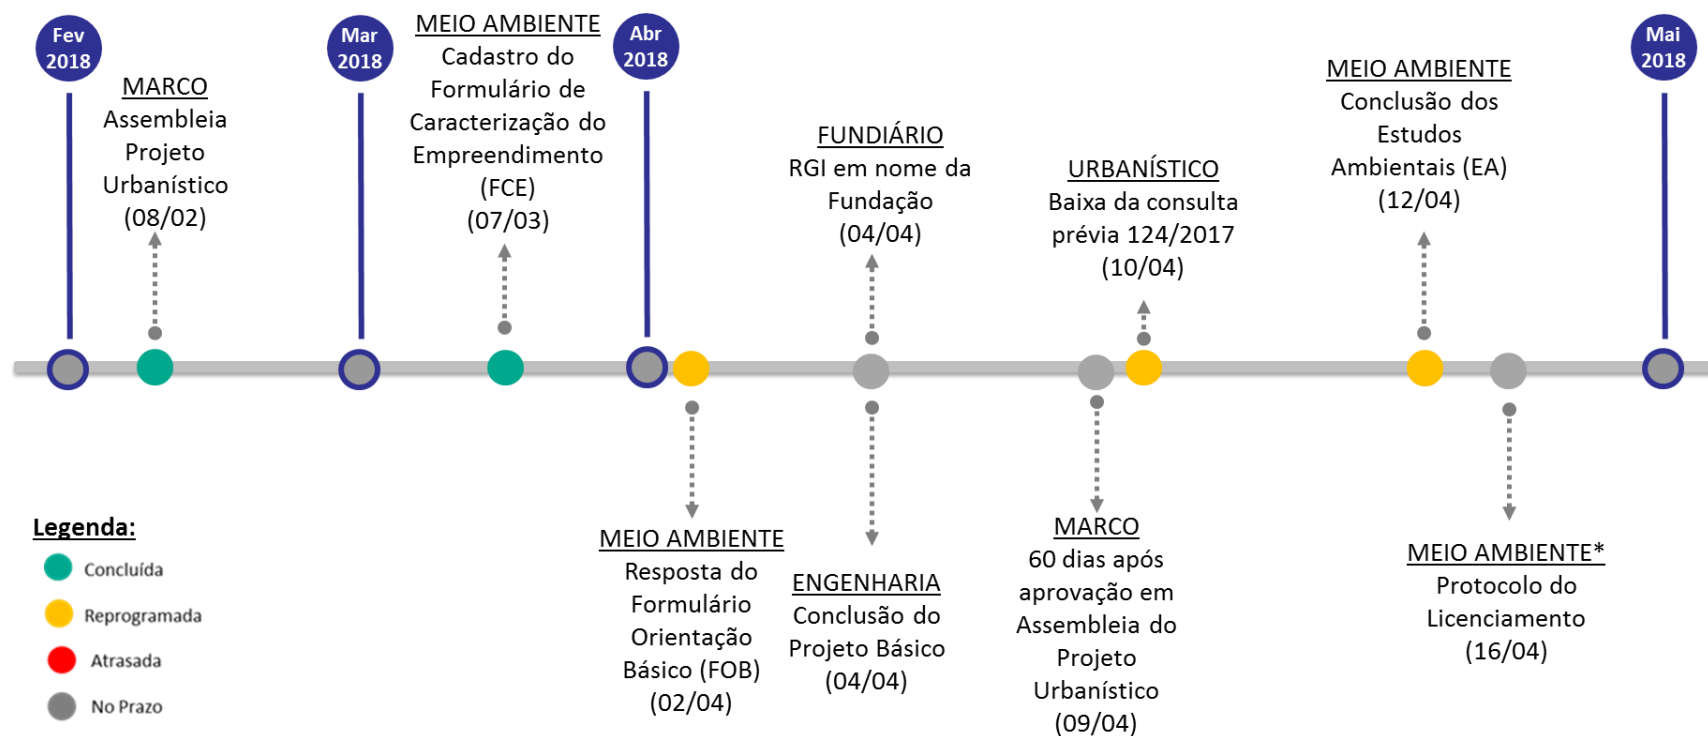 Fev
2018
MARCO
Assembleia
Projeto
Urbanístico
(08/02)
Mar
2018
MEIO AMBIENTE
Cadastro do
Formulário de
Caracterização do
Empreendimento
(FCE)
(07/03)
Abr
2018
FUNDIÁRIO
RGI em nome da
Fundação
(04/04)
URBANÍSTICO
Baixa da consulta
prévia 124/2017
(10/04)
MEIO AMBIENTE
Conclusão dos
Estudos
Ambientais (EA)
(12/04)
Mai
2018
MEIO AMBIENTE
Resposta do
Formulário
Orientação
Básico (FOB)
(02/04)
ENGENHARIA
Conclusão do
Projeto Básico
(04/04)
MARCO
60 dias após
aprovação em
Assembleia do
Projeto
Urbanístico
(09/04)
MEIO AMBIENTE*
Protocolo do
Licenciamento
(16/04)
Legenda:
Concluída
Reprogramada
Atrasada
No Prazo